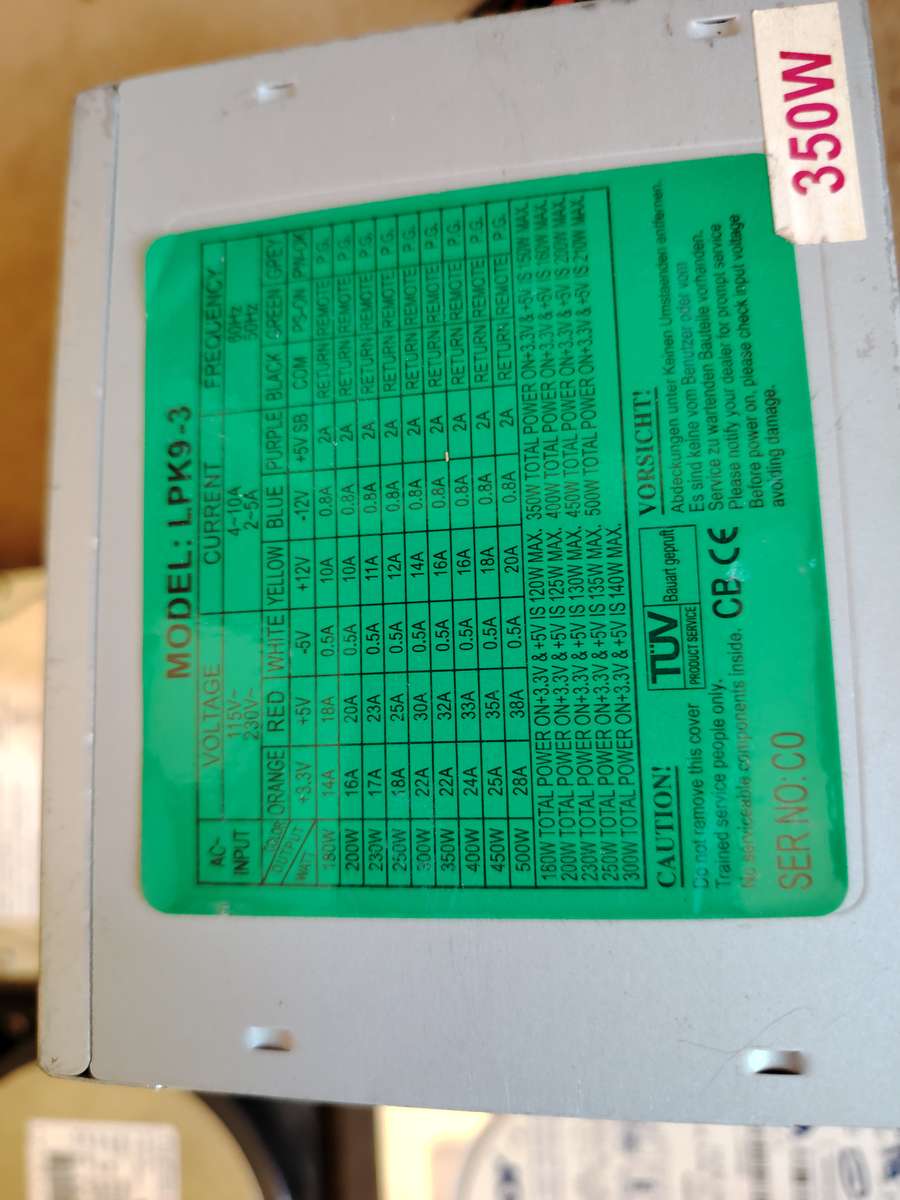 350W
MODEL: LPK9-3
AC~ INPUT VOLTAGE CURRENT FREQUENCY
115V~ 4~10A 60Hz
230V~ 2~5A 50Hz
COLOR ORANGE RED WHITE YELLOW BLUE PURPLE BLACK GREEN GREY
WATT OUTPUT +3.3V +5V -5V +12V -12V +5V SB COM PS-ON PW-OK
180W 14A 18A 0.5A 10A 0.8A 2A RETURN REMOTE P.G.
200W 16A 20A 0.5A 10A 0.8A 2A RETURN REMOTE P.G.
230W 17A 23A 0.5A 11A 0.8A 2A RETURN REMOTE P.G.
250W 18A 25A 0.5A 12A 0.8A 2A RETURN REMOTE P.G.
300W 22A 30A 0.5A 14A 0.8A 2A RETURN REMOTE P.G.
350W 22A 32A 0.5A 16A 0.8A 2A RETURN REMOTE P.G.
400W 24A 33A 0.5A 16A 0.8A 2A RETURN REMOTE P.G.
450W 25A 35A 0.5A 18A 0.8A 2A RETURN REMOTE P.G.
500W 28A 38A 0.5A 20A 0.8A 2A RETURN REMOTE P.G.
180W TOTAL POWER ON+3.3V & +5V IS 120W MAX. 350W TOTAL POWER ON+3.3V & +5V IS 150W MAX.
200W TOTAL POWER ON+3.3V & +5V IS 125W MAX. 400W TOTAL POWER ON+3.3V & +5V IS 160W MAX.
230W TOTAL POWER ON+3.3V & +5V IS 130W MAX. 450W TOTAL POWER ON+3.3V & +5V IS 200W MAX.
250W TOTAL POWER ON+3.3V & +5V IS 135W MAX. 500W TOTAL POWER ON+3.3V & +5V IS 210W MAX.
300W TOTAL POWER ON+3.3V & +5V IS 140W MAX.
CAUTION!
Do not remove this cover
Trained service people only.
No serviceable components inside.
TÜV Bauart geprüft
PRODUCT SERVICE
CB CE
VORSICHT!
Abdeckungen unter Keiner Umstaenden entfernen.
Es sind keine vom Benutzer oder vom
Service zu wartenden Bauteile vorhanden.
Please notify your dealer for prompt service
Before power on, please check input voltage
avoiding damage.
SER NO: CO